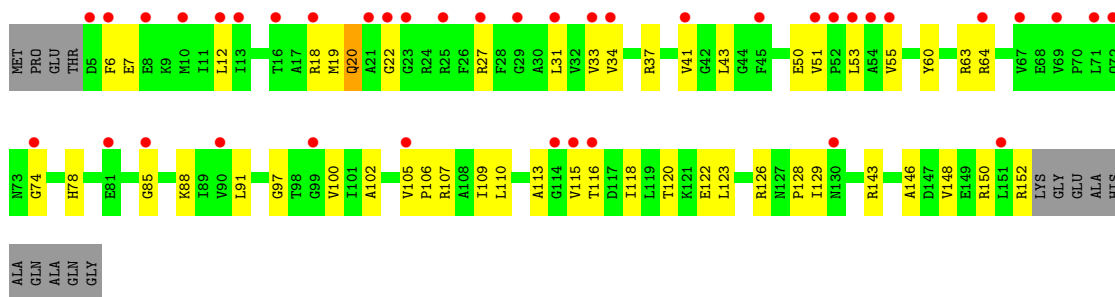 MET PRO GLU THR D5 F6 E7 E8 K9 M10 I11 L12 I13 T16 A17 R18 M19 Q20 A21 G22 G23 R24 R25 F26 R27 F28 G29 A30 L31 V32 V33 V34 R37 V41 G42 L43 G44 F45 E50 V51 P52 L53 A54 V55 Y60 R63 R64 V67 E68 V69 P70 L71
N73 G74 H78 E81 G85 K88 I89 V90 L91 G97 T98 G99 V100 I101 A102 V105 P106 R107 A108 I109 L110 A113 G114 V115 T116 D117 I118 L119 T120 K121 E122 L123 R126 N127 P128 I129 N130 R143 A146 D147 V148 E149 R150 L151 R152 LYS GLY GLU ALA HIS
ALA GLN ALA GLN GLY